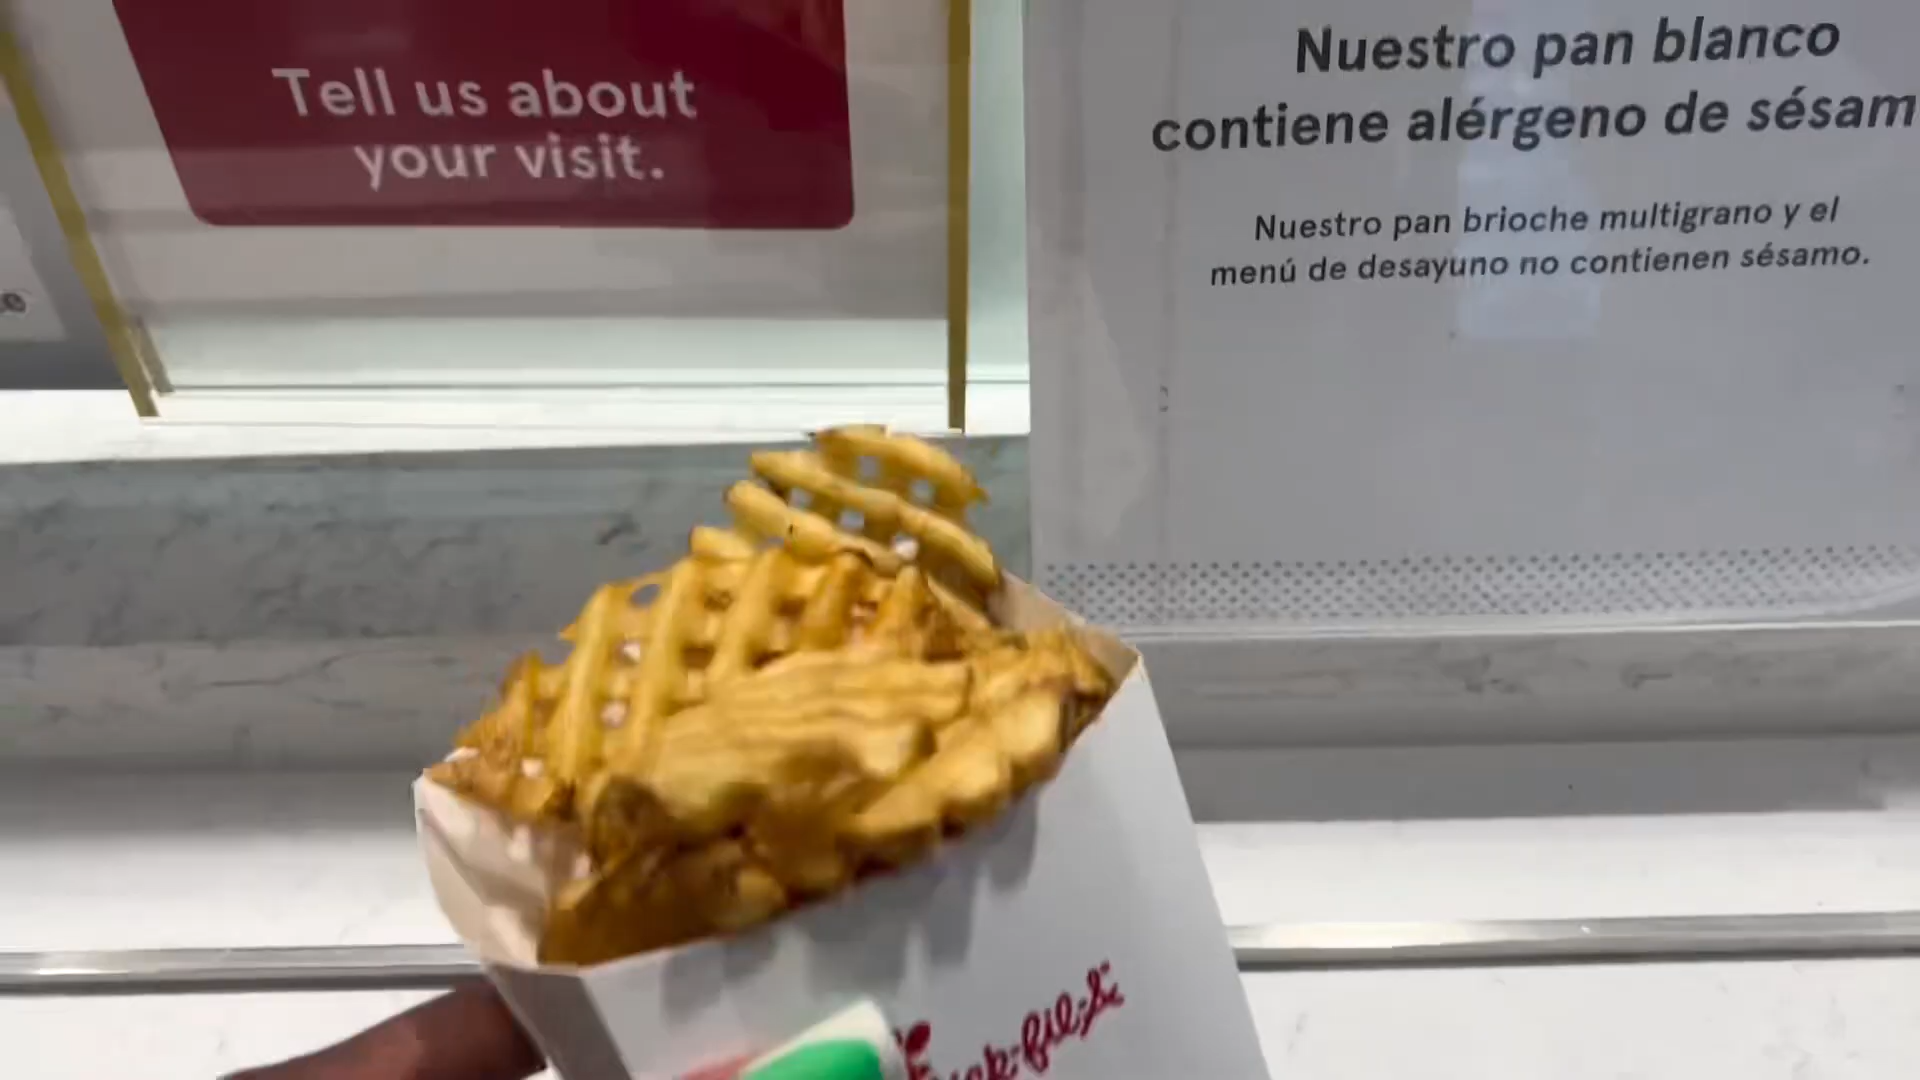 Tell us about
your visit.
Nuestro pan blanco
contiene alérgeno de sésam
Nuestro pan brioche multigrano y el
menú de desayuno no contienen sésamo.
fil-A